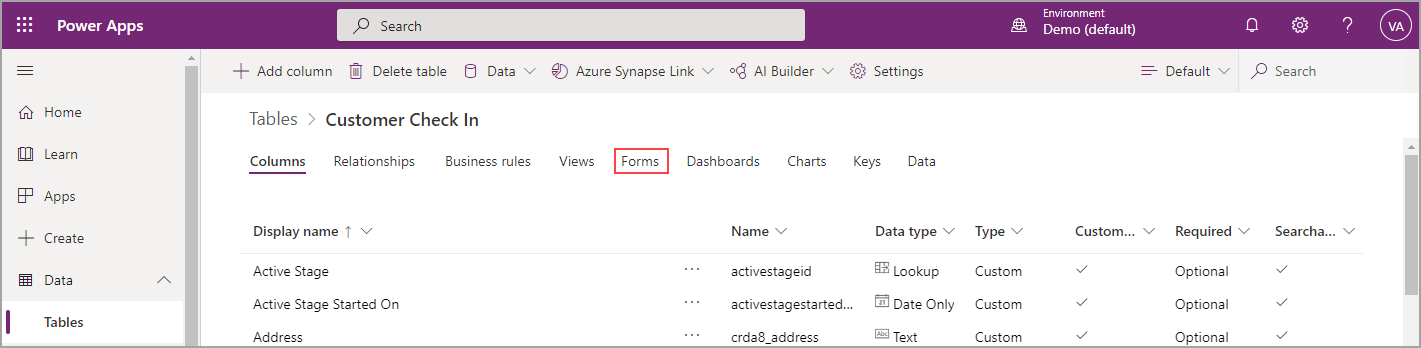 Power Apps
Search
Environment
Demo (default)
?
VA
Add column
Delete table
Data
Azure Synapse Link
AI Builder
Settings
Default
Search
Home
Learn
Apps
Create
Data
Tables
Tables > Customer Check In
Columns Relationships Business rules Views Forms Dashboards Charts Keys Data
Display name ↑ Name Data type Type Custom... Required Searcha...
Active Stage ... activestageid Lookup Custom ✓ Optional ✓
Active Stage Started On ... activestagestarted... 21 Date Only Custom ✓ Optional ✓
Address ... crda8_address Abc Text Custom ✓ Optional ✓